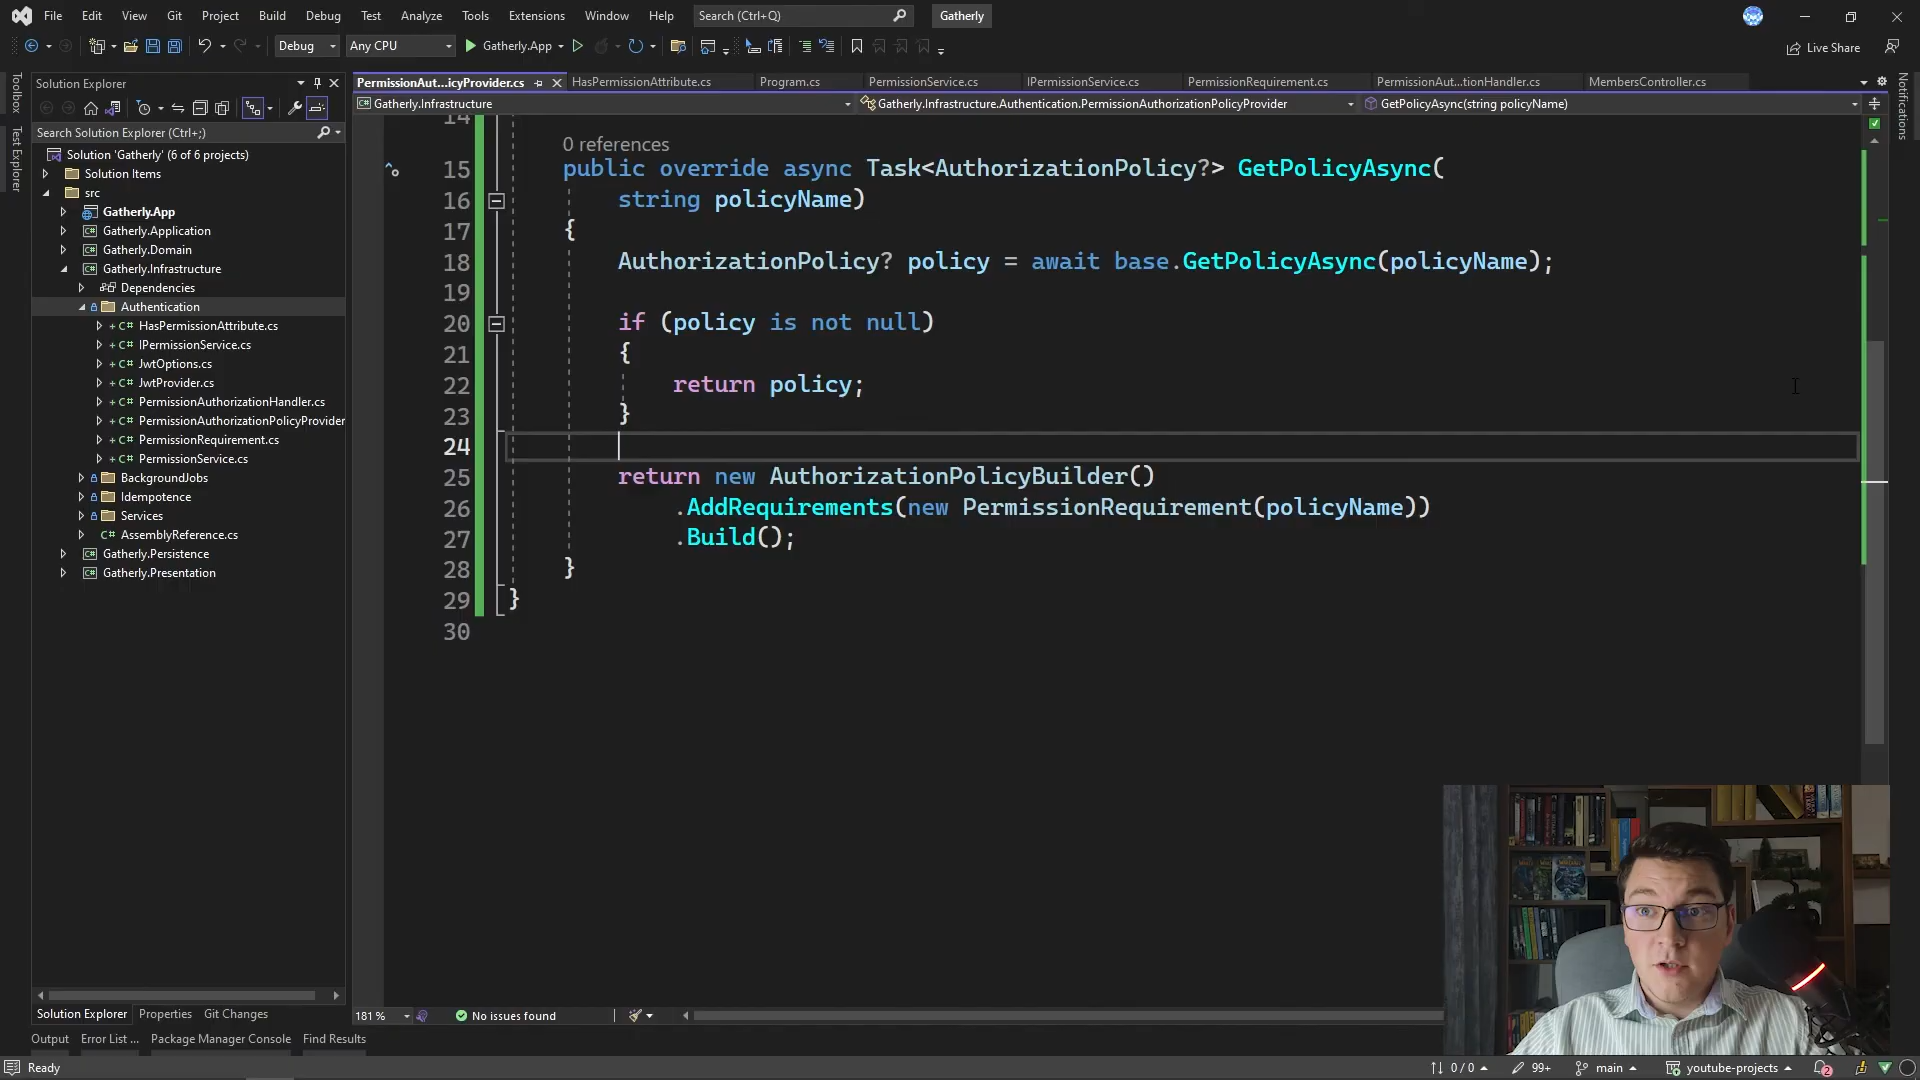 File Edit View Git Project Build Debug Test Analyze Tools Extensions Window Help Search (Ctrl+Q) Gatherly
Debug Any CPU Gatherly.App Live Share
Toolbox
Test Explorer
Notifications
Solution Explorer
Search Solution Explorer (Ctrl+;)
Solution 'Gatherly' (6 of 6 projects)
Solution Items
src
Gatherly.App
Gatherly.Application
Gatherly.Domain
Gatherly.Infrastructure
Dependencies
Authentication
HasPermissionAttribute.cs
IPermissionService.cs
JwtOptions.cs
JwtProvider.cs
PermissionAuthorizationHandler.cs
PermissionAuthorizationPolicyProvider
PermissionRequirement.cs
PermissionService.cs
BackgroundJobs
Idempotence
Services
AssemblyReference.cs
Gatherly.Persistence
Gatherly.Presentation
PermissionAut...icyProvider.cs HasPermissionAttribute.cs Program.cs PermissionService.cs IPermissionService.cs PermissionRequirement.cs PermissionAut...tionHandler.cs MembersController.cs
Gatherly.Infrastructure Gatherly.Infrastructure.Authentication.PermissionAuthorizationPolicyProvider GetPolicyAsync(string policyName)
14
0 references
15 public override async Task<AuthorizationPolicy?> GetPolicyAsync(
16 string policyName)
17 {
18 AuthorizationPolicy? policy = await base.GetPolicyAsync(policyName);
19
20 if (policy is not null)
21 {
22 return policy;
23 }
24
25 return new AuthorizationPolicyBuilder()
26 .AddRequirements(new PermissionRequirement(policyName))
27 .Build();
28 }
29 }
30
181 % No issues found
Solution Explorer Properties Git Changes
Output Error List ... Package Manager Console Find Results
Ready 0 / 0 99+ main youtube-projects 2